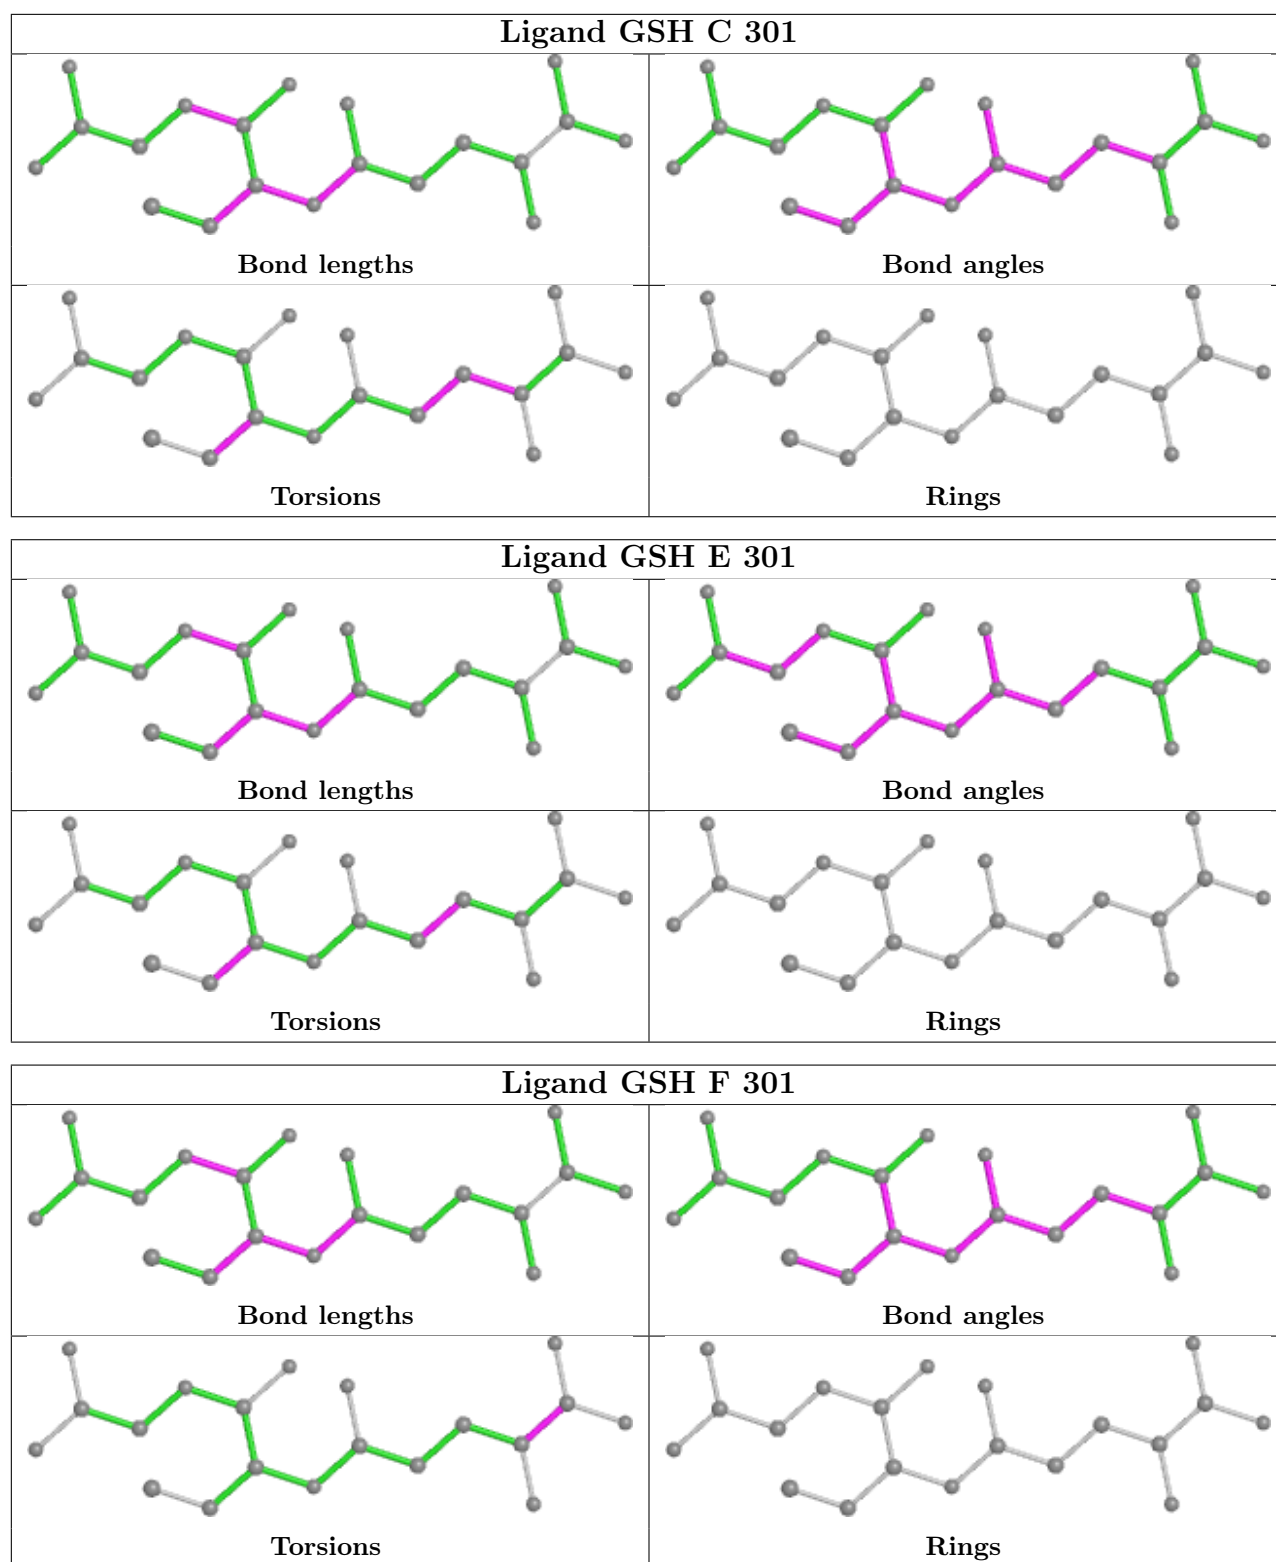 Ligand GSH C 301
Bond lengths
Bond angles
Torsions
Rings
Ligand GSH E 301
Bond lengths
Bond angles
Torsions
Rings
Ligand GSH F 301
Bond lengths
Bond angles
Torsions
Rings